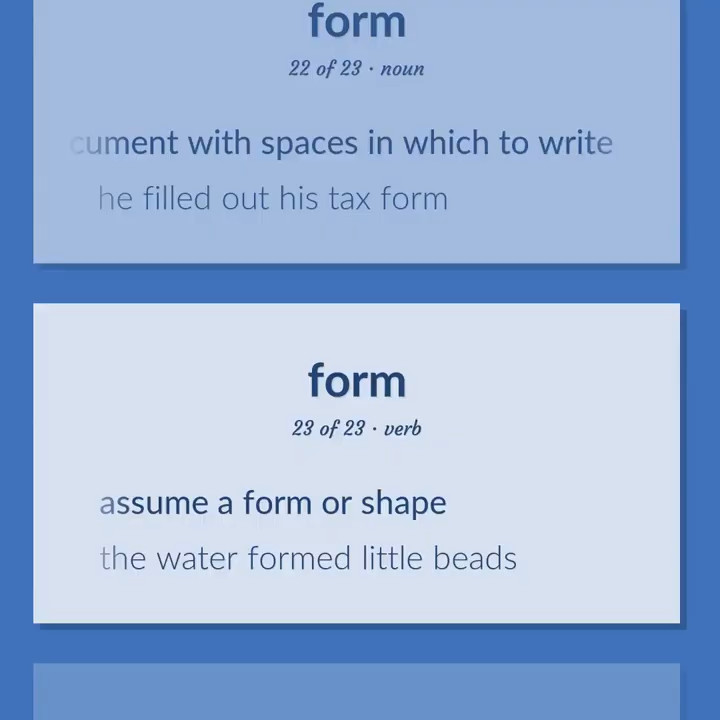 form
22 of 23 · noun
cument with spaces in which to write
he filled out his tax form
form
23 of 23 · verb
assume a form or shape
the water formed little beads